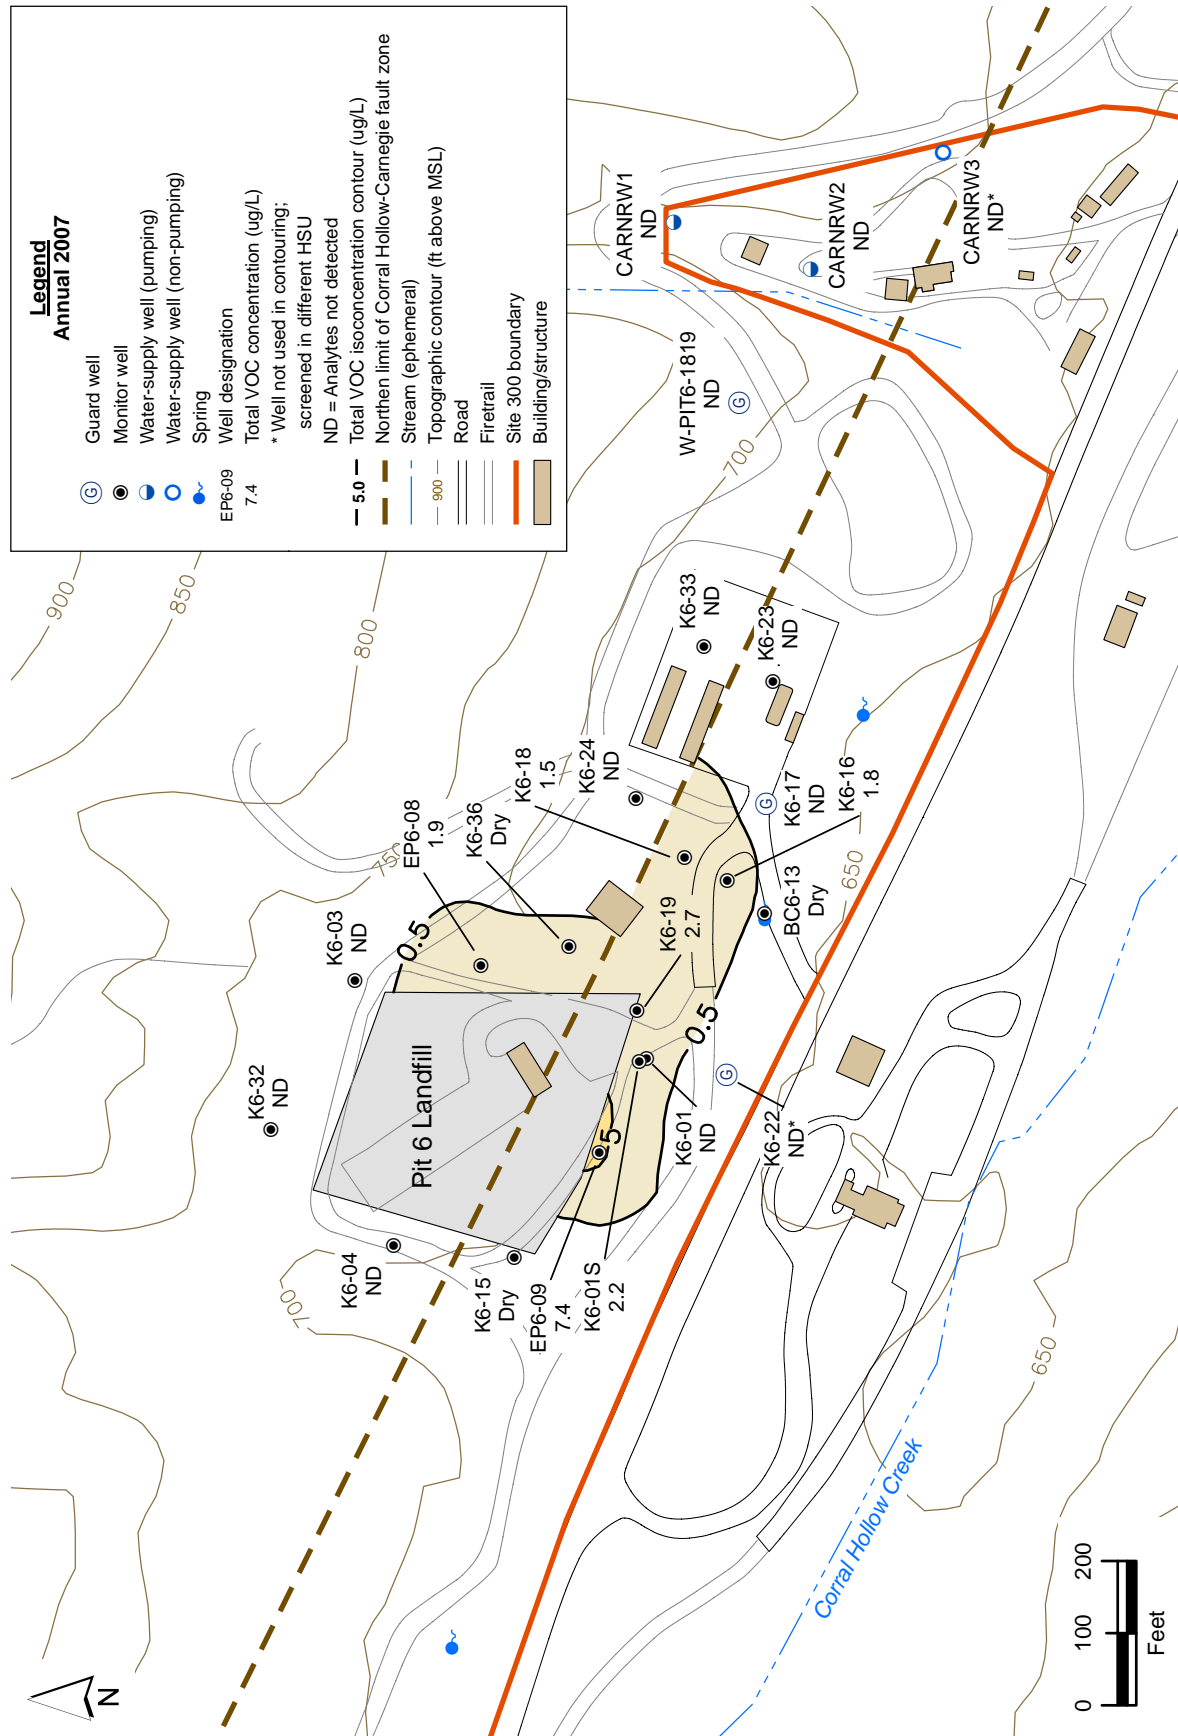 Legend
Annual 2007
G
Guard well
Monitor well
Water-supply well (pumping)
Water-supply well (non-pumping)
Spring
EP6-09
Well designation
7.4
Total VOC concentration (ug/L)
* Well not used in contouring;
screened in different HSU
ND = Analytes not detected
5.0
Total VOC isoconcentration contour (ug/L)
Northen limit of Corral Hollow-Carnegie fault zone
Stream (ephemeral)
900
Topographic contour (ft above MSL)
Road
Firetrail
Site 300 boundary
Building/structure
900
850
800
750
700
700
650
650
K6-32
ND
K6-03
ND
K6-04
ND
K6-15
Dry
EP6-09
7.4
K6-01S
2.2
K6-01
ND
K6-22
ND*
G
Pit 6 Landfill
5
0.5
0.5
EP6-08
1.9
K6-36
Dry
K6-18
1.5
K6-24
ND
K6-19
2.7
BC6-13
Dry
K6-17
ND
G
K6-16
1.8
K6-33
ND
K6-23
ND
W-PIT6-1819
ND
G
CARNRW1
ND
CARNRW2
ND
CARNRW3
ND*
Corral Hollow Creek
N
0
100
200
Feet